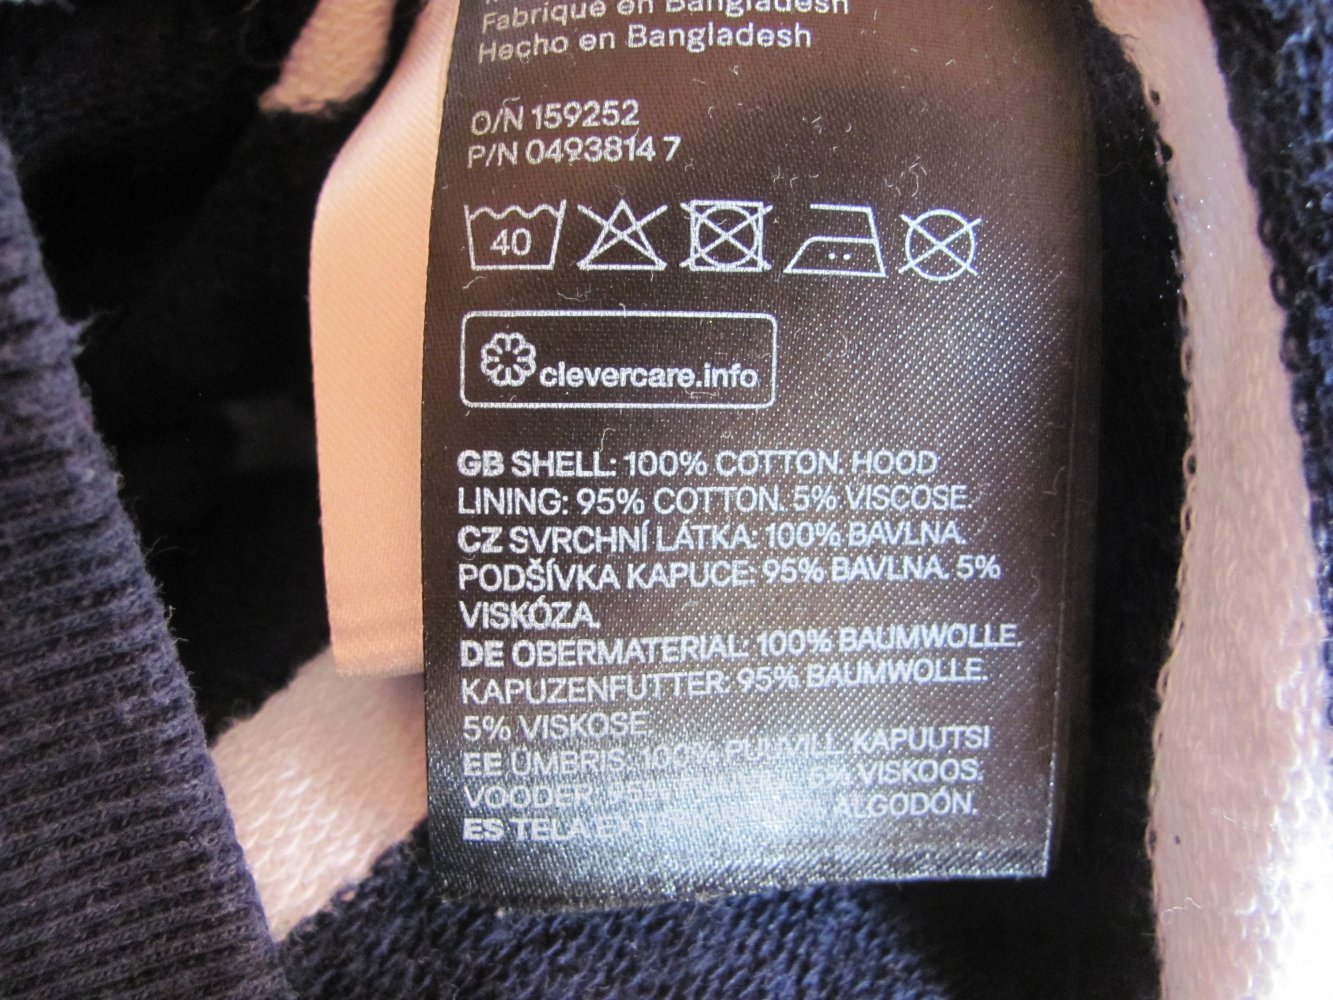 Fabriqué en Bangladesh
Hecho en Bangladesh
O/N 159252
P/N 0493814 7
40
clevercare.info
GB SHELL: 100% COTTON. HOOD
LINING: 95% COTTON. 5% VISCOSE
CZ SVRCHNÍ LÁTKA: 100% BAVLNA.
PODŠÍVKA KAPUCE: 95% BAVLNA. 5%
VISKÓZA.
DE OBERMATERIAL: 100% BAUMWOLLE.
KAPUZENFUTTER: 95% BAUMWOLLE.
5% VISKOSE
EE ÜMBRIS: 100% PUUVILL. KAPUUTSI
VOODER: 5% VISKOOS.
ES TELA ALGODÓN.